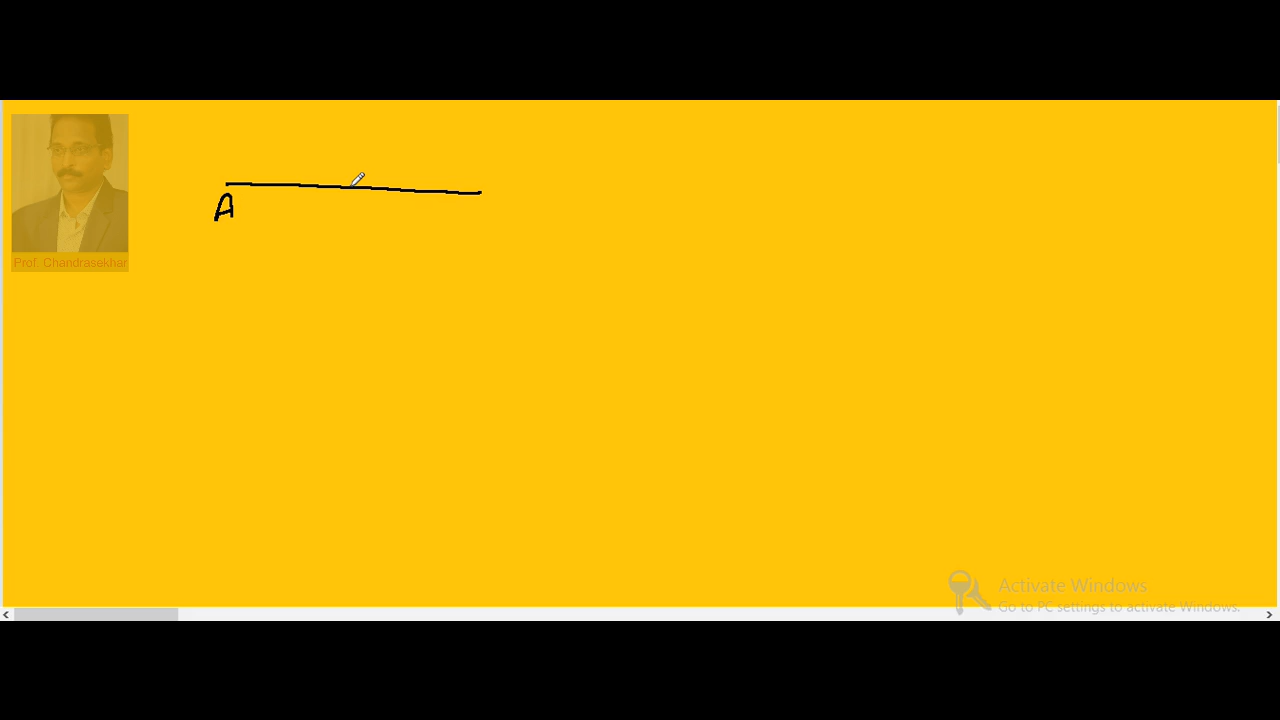 Prof. Chandrasekhar
A
Activate Windows
Go to PC settings to activate Windows.